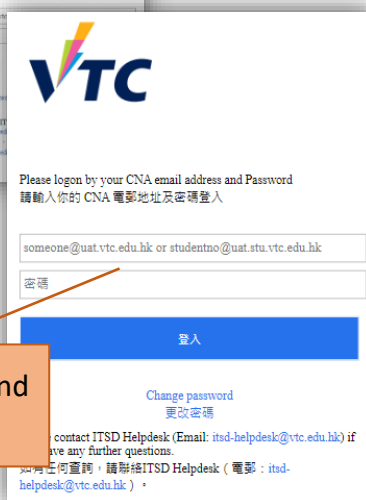 VTC
Please logon by your CNA email address and Password
請輸入你的 CNA 電郵地址及密碼登入
someone@uat.vtc.edu.hk or studentno@uat.stu.vtc.edu.hk
密碼
登入
nd
Change password
更改密碼
contact ITSD Helpdesk (Email: itsd-helpdesk@vtc.edu.hk) if
ave any further questions.
如有任何查詢，請聯絡ITSD Helpdesk（電郵：itsd-
helpdesk@vtc.edu.hk）。